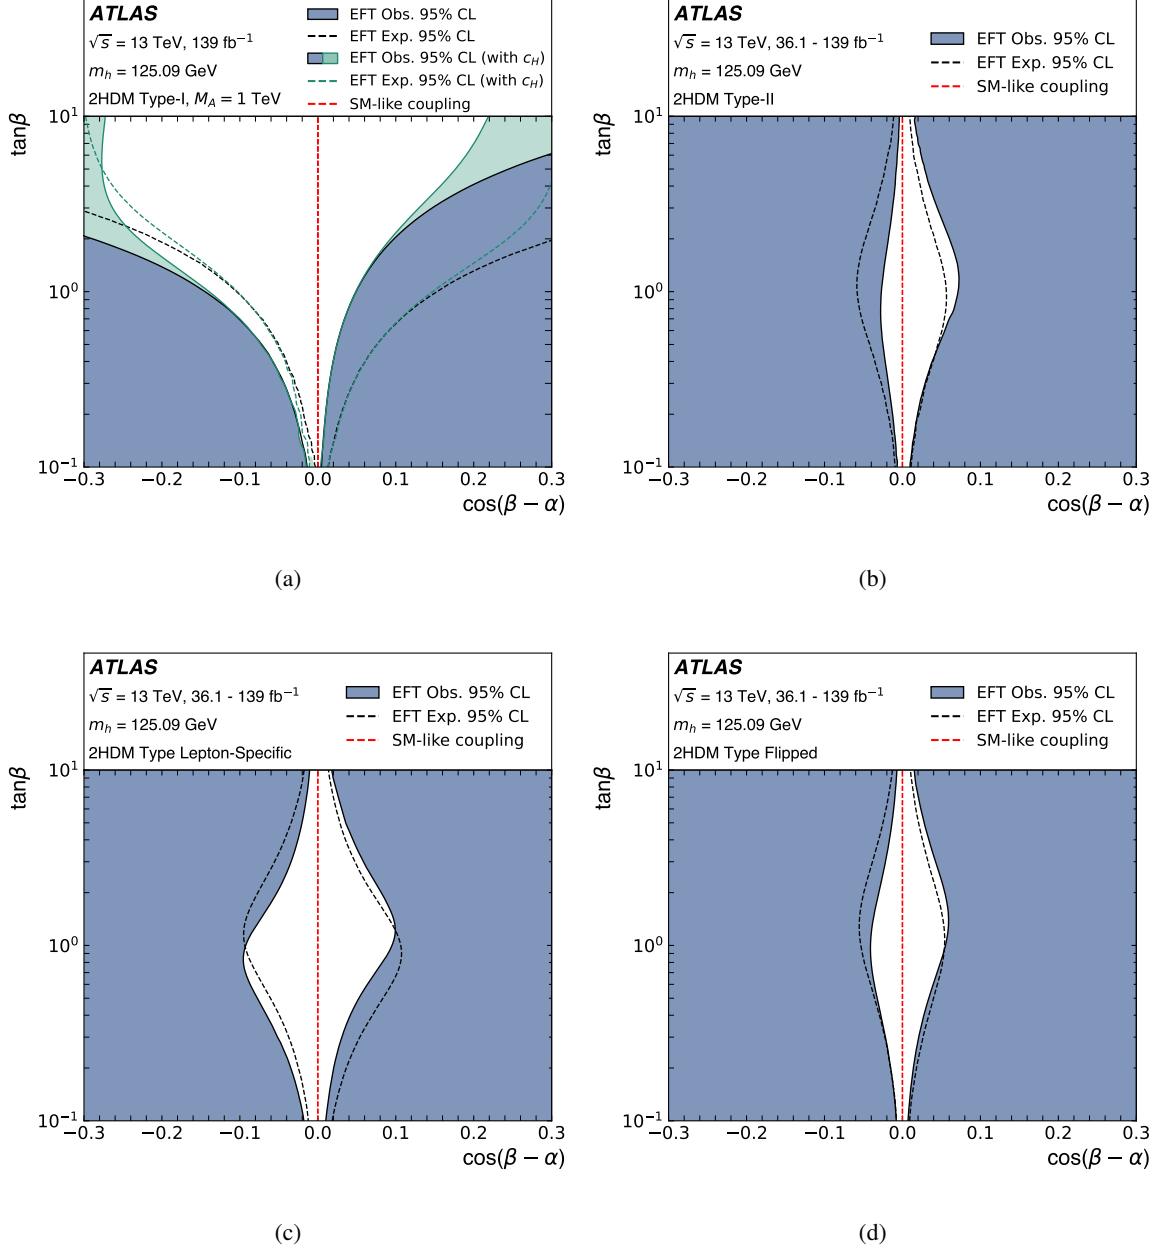 ATLAS
√s = 13 TeV, 139 fb⁻¹
m_h = 125.09 GeV
2HDM Type-I, M_A = 1 TeV
EFT Obs. 95% CL
EFT Exp. 95% CL
EFT Obs. 95% CL (with c_H)
EFT Exp. 95% CL (with c_H)
SM-like coupling
tanβ
10¹
10⁰
10⁻¹
−0.3 −0.2 −0.1 0.0 0.1 0.2 0.3
cos(β − α)
(a)
ATLAS
√s = 13 TeV, 36.1 - 139 fb⁻¹
m_h = 125.09 GeV
2HDM Type-II
EFT Obs. 95% CL
EFT Exp. 95% CL
SM-like coupling
tanβ
10¹
10⁰
10⁻¹
−0.3 −0.2 −0.1 0.0 0.1 0.2 0.3
cos(β − α)
(b)
ATLAS
√s = 13 TeV, 36.1 - 139 fb⁻¹
m_h = 125.09 GeV
2HDM Type Lepton-Specific
EFT Obs. 95% CL
EFT Exp. 95% CL
SM-like coupling
tanβ
10¹
10⁰
10⁻¹
−0.3 −0.2 −0.1 0.0 0.1 0.2 0.3
cos(β − α)
(c)
ATLAS
√s = 13 TeV, 36.1 - 139 fb⁻¹
m_h = 125.09 GeV
2HDM Type Flipped
EFT Obs. 95% CL
EFT Exp. 95% CL
SM-like coupling
tanβ
10¹
10⁰
10⁻¹
−0.3 −0.2 −0.1 0.0 0.1 0.2 0.3
cos(β − α)
(d)